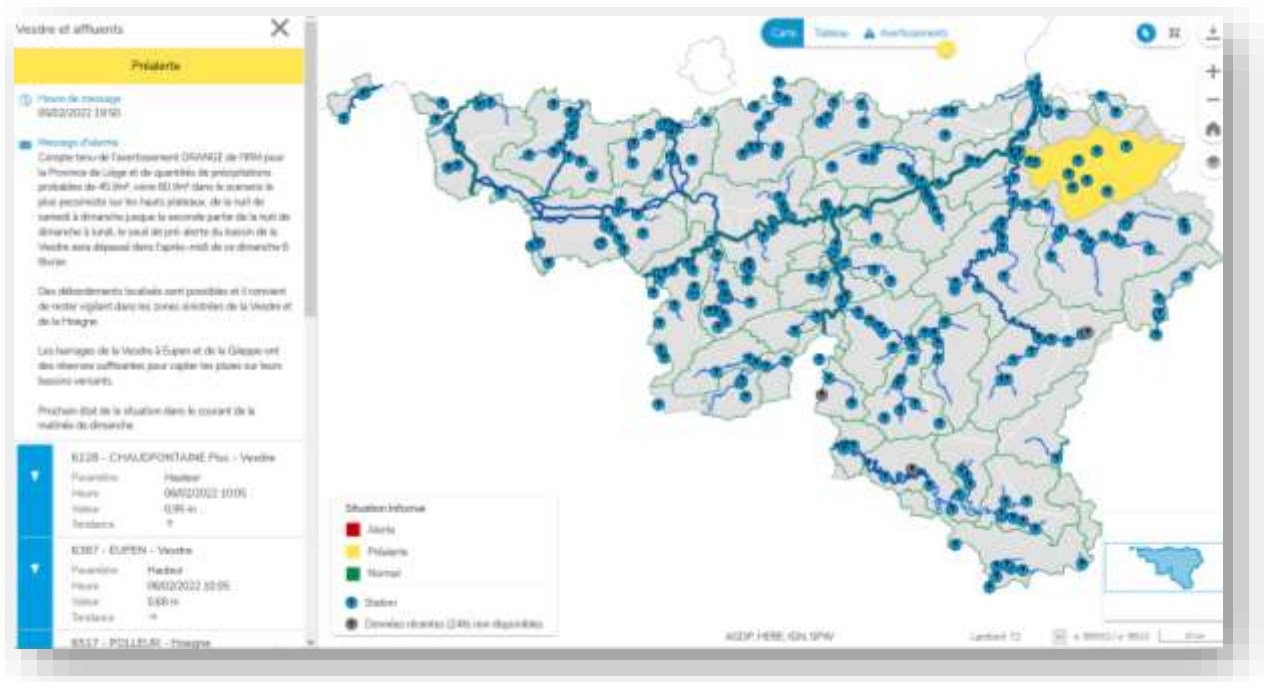 Vesdre et affluents
Carte
Tableau
Avertissements
Préalerte
Heure de message
Message d'alarme
Compte tenu de l'avertissement ORANGE de l'IRM pour
la Province de Liège et de quantités de précipitations
probables de 45 l/m², voire 60 l/m² dans le scenario le
plus pessimiste sur les hauts plateaux, de la nuit de
samedi à dimanche jusque la seconde partie de la nuit de
dimanche à lundi, le seuil de pré-alerte du bassin de la
Vesdre sera dépassé dans l'après-midi de ce dimanche 6
février.
Des débordements localisés sont possibles et il convient
de rester vigilant dans les zones sinistrées de la Vesdre et
de la Hoegne.
Les barrages de la Vesdre à Eupen et de la Gileppe ont
des réserves suffisantes pour capter les pluies sur leurs
bassins versants.
Prochain état de la situation dans le courant de la
matinée de dimanche.
6228 - CHAUDFONTAINE Piss - Vesdre
Paramètre Hauteur
Heure 06/02/2022 10:05
Valeur 0,95 m
Tendance
6387 - EUPEN - Vesdre
Paramètre Hauteur
Heure 06/02/2022 10:05
Valeur 0,68 m
Tendance →
6517 - POLLEUR - Hoegne
Situation Infocrue
Alerte
Préalerte
Normal
Station
Données récentes (24h) non disponibles
AGDP, HERE, IGN, SPW
Lambert 72